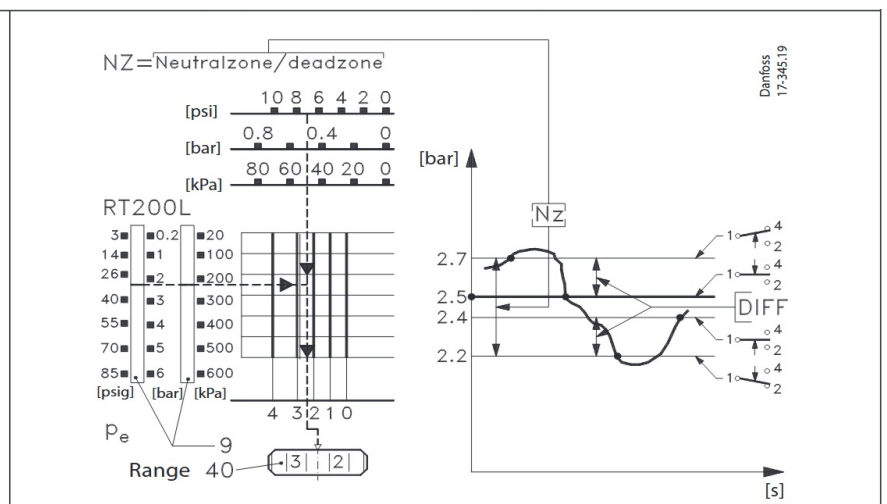 NZ=Neutralzone/deadzone
[psi] 10 8 6 4 2 0
[bar] 0.8 0.4 0
[kPa] 80 60 40 20 0
RT200L
3 0.2 20
14 1 100
26 2 200
40 3 300
55 4 400
70 5 500
85 6 600
[psig] [bar] [kPa]
4 3 2 1 0
pe
9
Range 40
3 2
Danfoss
17-345.19
[bar]
Nz
2.7
2.5
2.4
2.2
DIFF
1 4
2
1 4
2
1 4
2
1 4
2
[s]